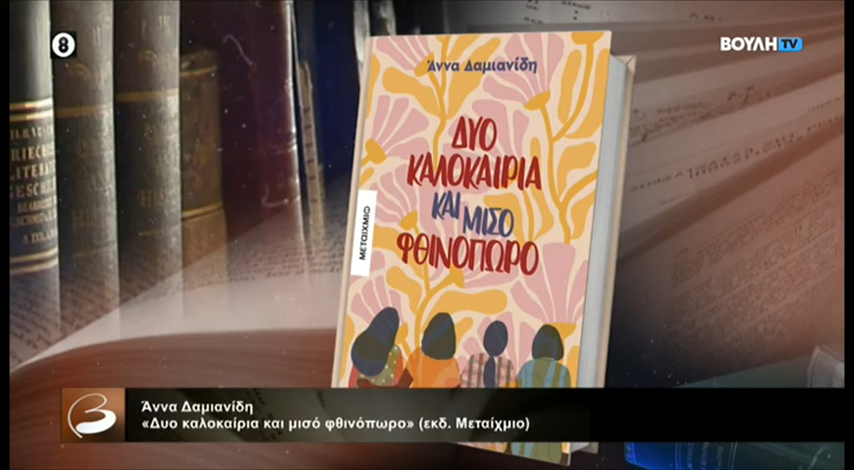 8
ΒΟΥΛΗ TV
Άννα Δαμιανίδη
ΔΥΟ
ΚΑΛΟΚΑΙΡΙΑ
ΚΑΙ ΜΙΣΟ
ΦΘΙΝΟΠΩΡΟ
ΜΕΤΑΙΧΜΙΟ
Άννα Δαμιανίδη
«Δυο καλοκαίρια και μισό φθινόπωρο» (εκδ. Μεταίχμιο)